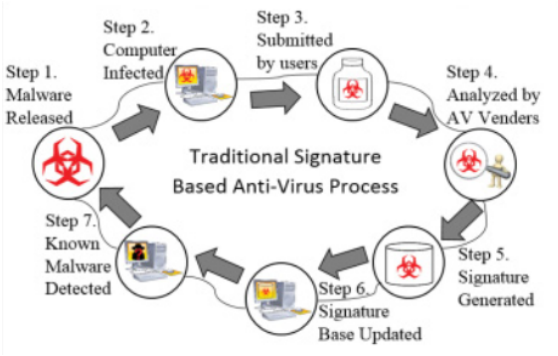 Step 1.
Malware
Released
Step 2.
Computer
Infected
Step 3.
Submitted
by users
Step 4.
Analyzed by
AV Venders
Traditional Signature
Based Anti-Virus Process
Step 5.
Signature
Generated
Step 6.
Signature
Base Updated
Step 7.
Known
Malware
Detected